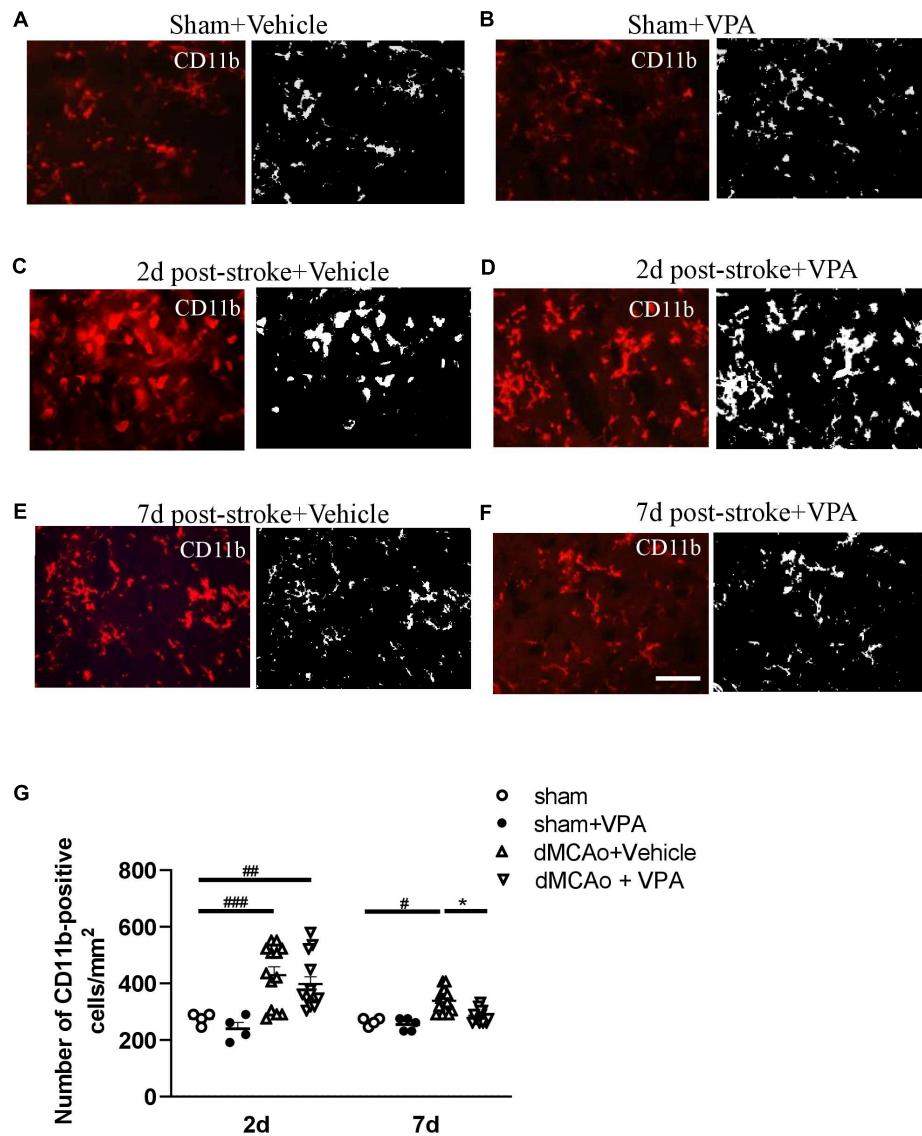 A
Sham+Vehicle
CD11b
B
Sham+VPA
CD11b
C
2d post-stroke+Vehicle
CD11b
D
2d post-stroke+VPA
CD11b
E
7d post-stroke+Vehicle
CD11b
F
7d post-stroke+VPA
CD11b
G
sham
sham+VPA
dMCAo+Vehicle
dMCAo + VPA
Number of CD11b-positive
cells/mm²
800
600
400
200
0
##
###
#
*
2d
7d